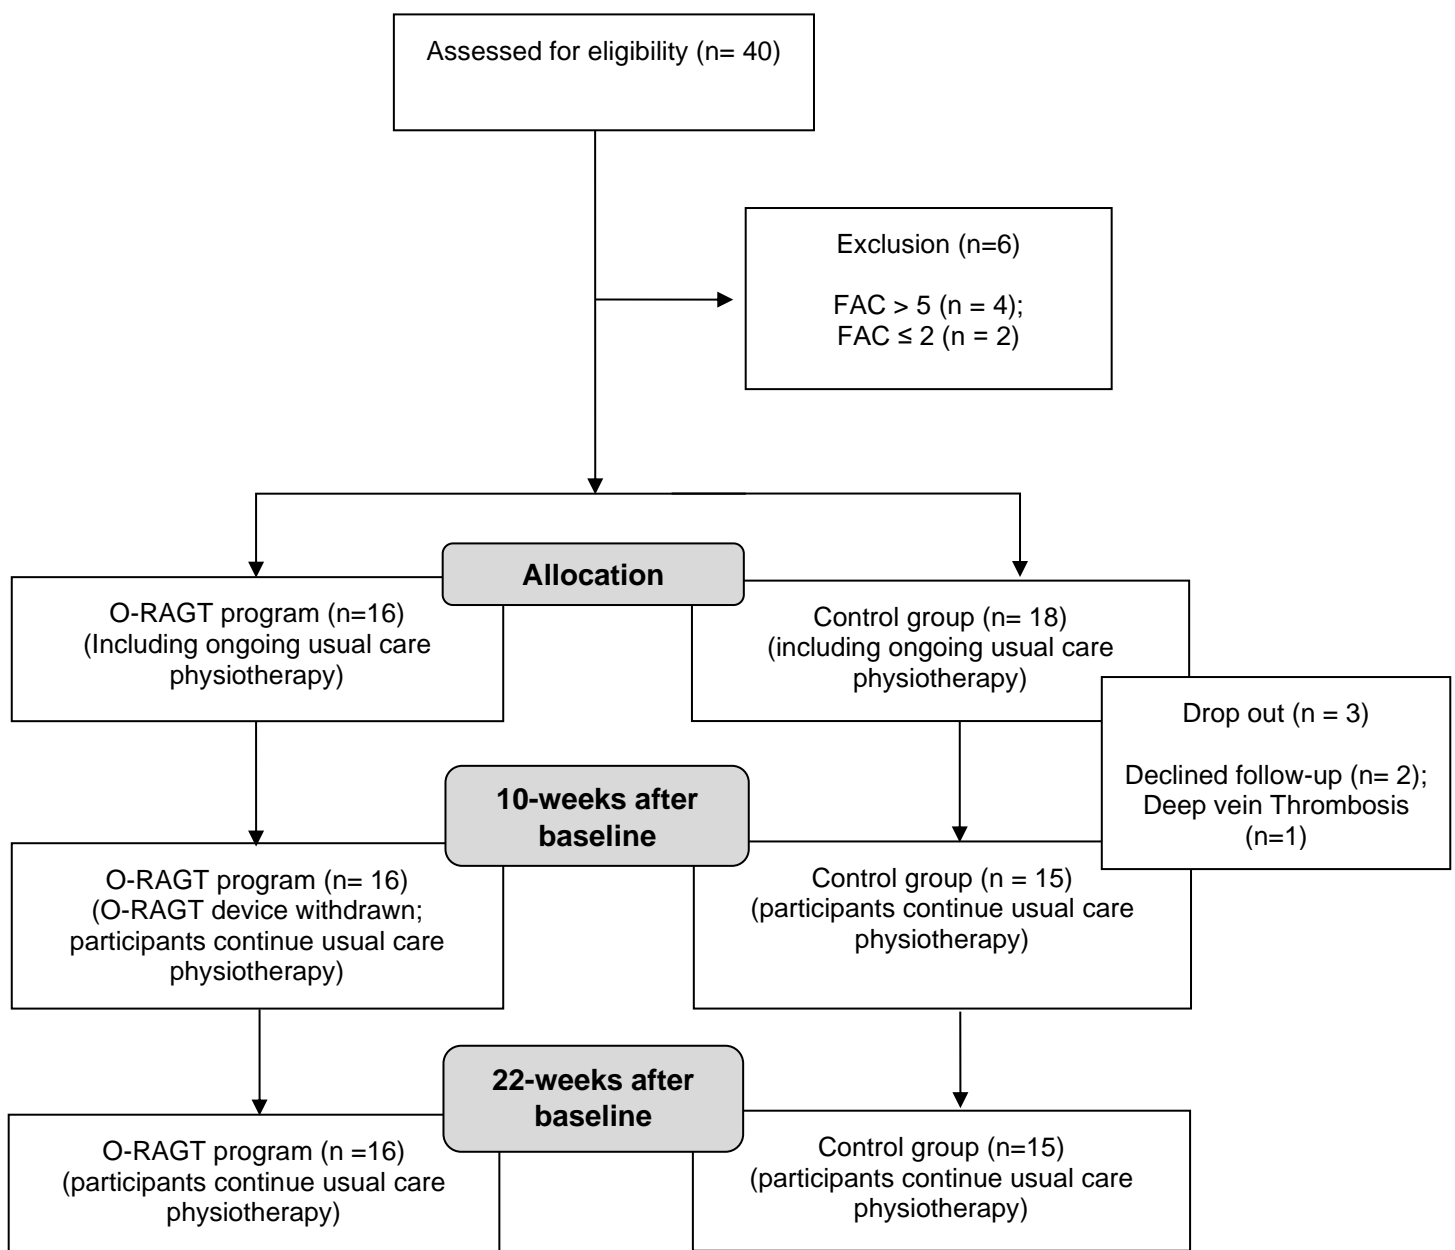 Assessed for eligibility (n= 40)
Exclusion (n=6)
FAC > 5 (n = 4);
FAC ≤ 2 (n = 2)
Allocation
O-RAGT program (n=16)
(Including ongoing usual care
physiotherapy)
Control group (n= 18)
(including ongoing usual care
physiotherapy)
Drop out (n = 3)
Declined follow-up (n= 2);
Deep vein Thrombosis
(n=1)
10-weeks after
baseline
O-RAGT program (n= 16)
(O-RAGT device withdrawn;
participants continue usual care
physiotherapy)
Control group (n = 15)
(participants continue usual care
physiotherapy)
22-weeks after
baseline
O-RAGT program (n =16)
(participants continue usual care
physiotherapy)
Control group (n=15)
(participants continue usual care
physiotherapy)